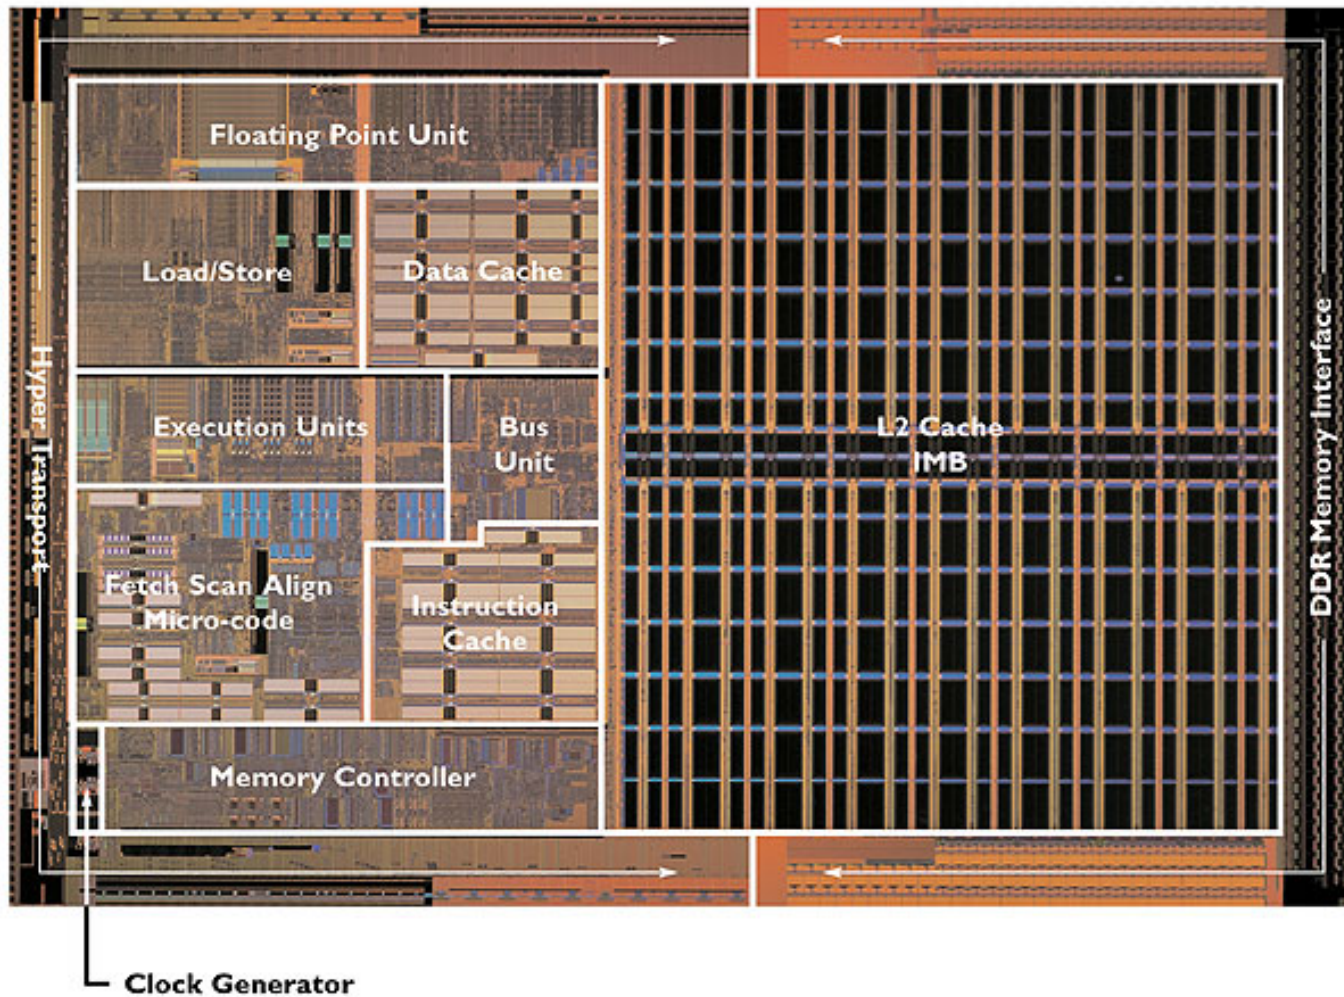 Floating Point Unit
Load/Store
Data Cache
Hyper Transport
Execution Units
Bus
Unit
L2 Cache
IMB
DDR Memory Interface
Fetch Scan Align
Micro-code
Instruction
Cache
Memory Controller
Clock Generator